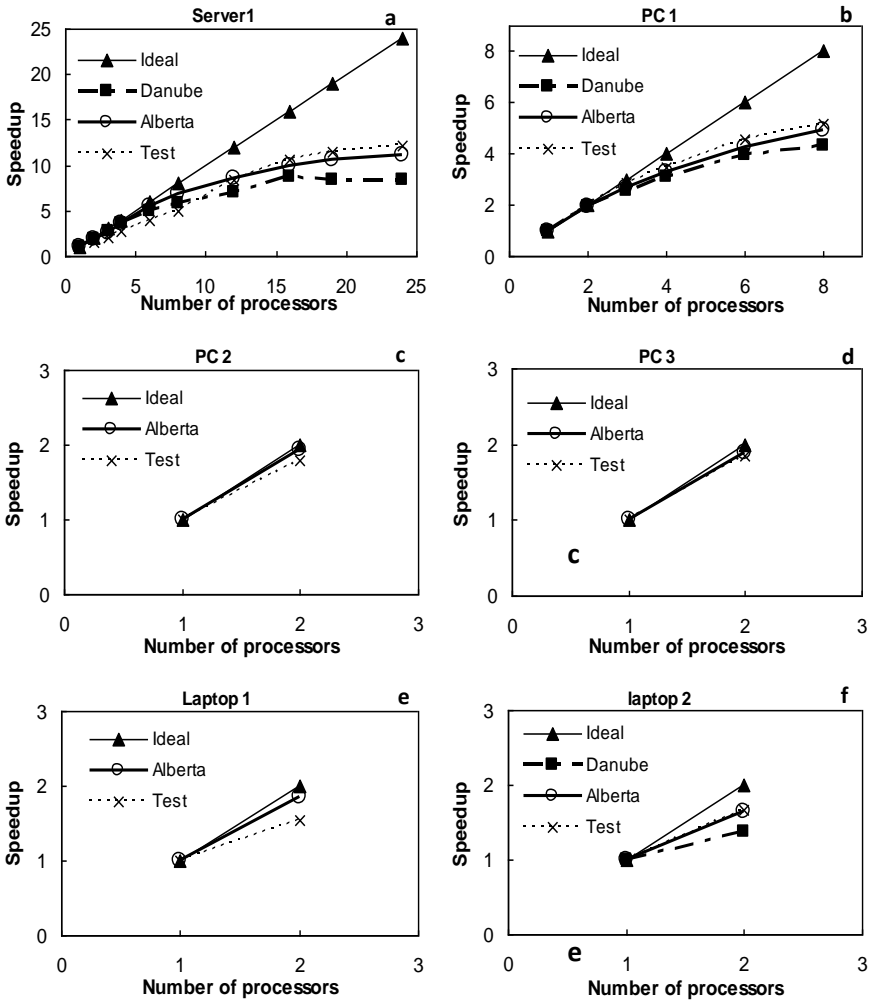 Server1
a
25
20
15
10
5
0
Speedup
Ideal
Danube
Alberta
Test
0 5 10 15 20 25
Number of processors
PC 1
b
8
6
4
2
0
Speedup
Ideal
Danube
Alberta
Test
0 2 4 6 8
Number of processors
PC 2
c
3
2
1
0
Speedup
Ideal
Alberta
Test
0 1 2 3
Number of processors
PC 3
d
3
2
1
0
Speedup
Ideal
Alberta
Test
c
0 1 2 3
Number of processors
Laptop 1
e
3
2
1
0
Speedup
Ideal
Alberta
Test
0 1 2 3
Number of processors
laptop 2
f
3
2
1
0
Speedup
Ideal
Danube
Alberta
Test
e
0 1 2 3
Number of processors